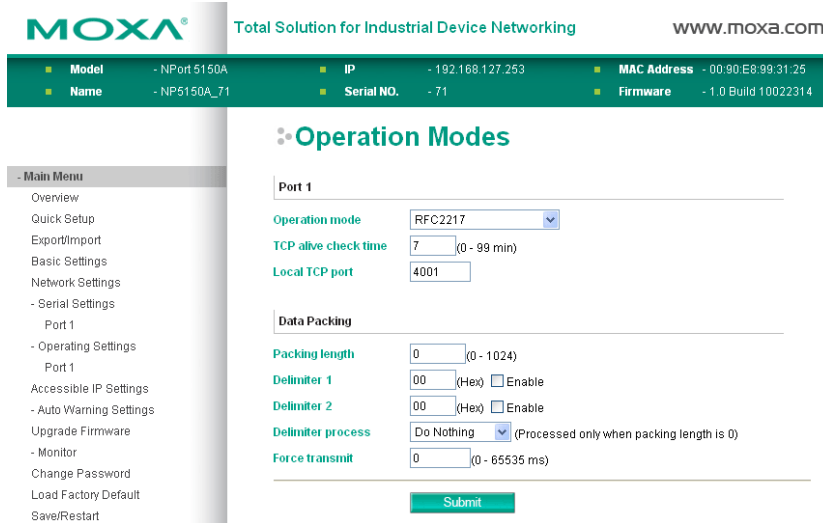 MOXA®
Total Solution for Industrial Device Networking
www.moxa.com
Model - NPort 5150A
IP - 192.168.127.253
MAC Address - 00:90:E8:99:31:25
Name - NP5150A_71
Serial NO. - 71
Firmware - 1.0 Build 10022314
Operation Modes
- Main Menu
Overview
Quick Setup
Export/Import
Basic Settings
Network Settings
- Serial Settings
Port 1
- Operating Settings
Port 1
Accessible IP Settings
- Auto Warning Settings
Upgrade Firmware
- Monitor
Change Password
Load Factory Default
Save/Restart
Port 1
Operation mode RFC2217
TCP alive check time 7 (0 - 99 min)
Local TCP port 4001
Data Packing
Packing length 0 (0 - 1024)
Delimiter 1 00 (Hex) Enable
Delimiter 2 00 (Hex) Enable
Delimiter process Do Nothing (Processed only when packing length is 0)
Force transmit 0 (0 - 65535 ms)
Submit